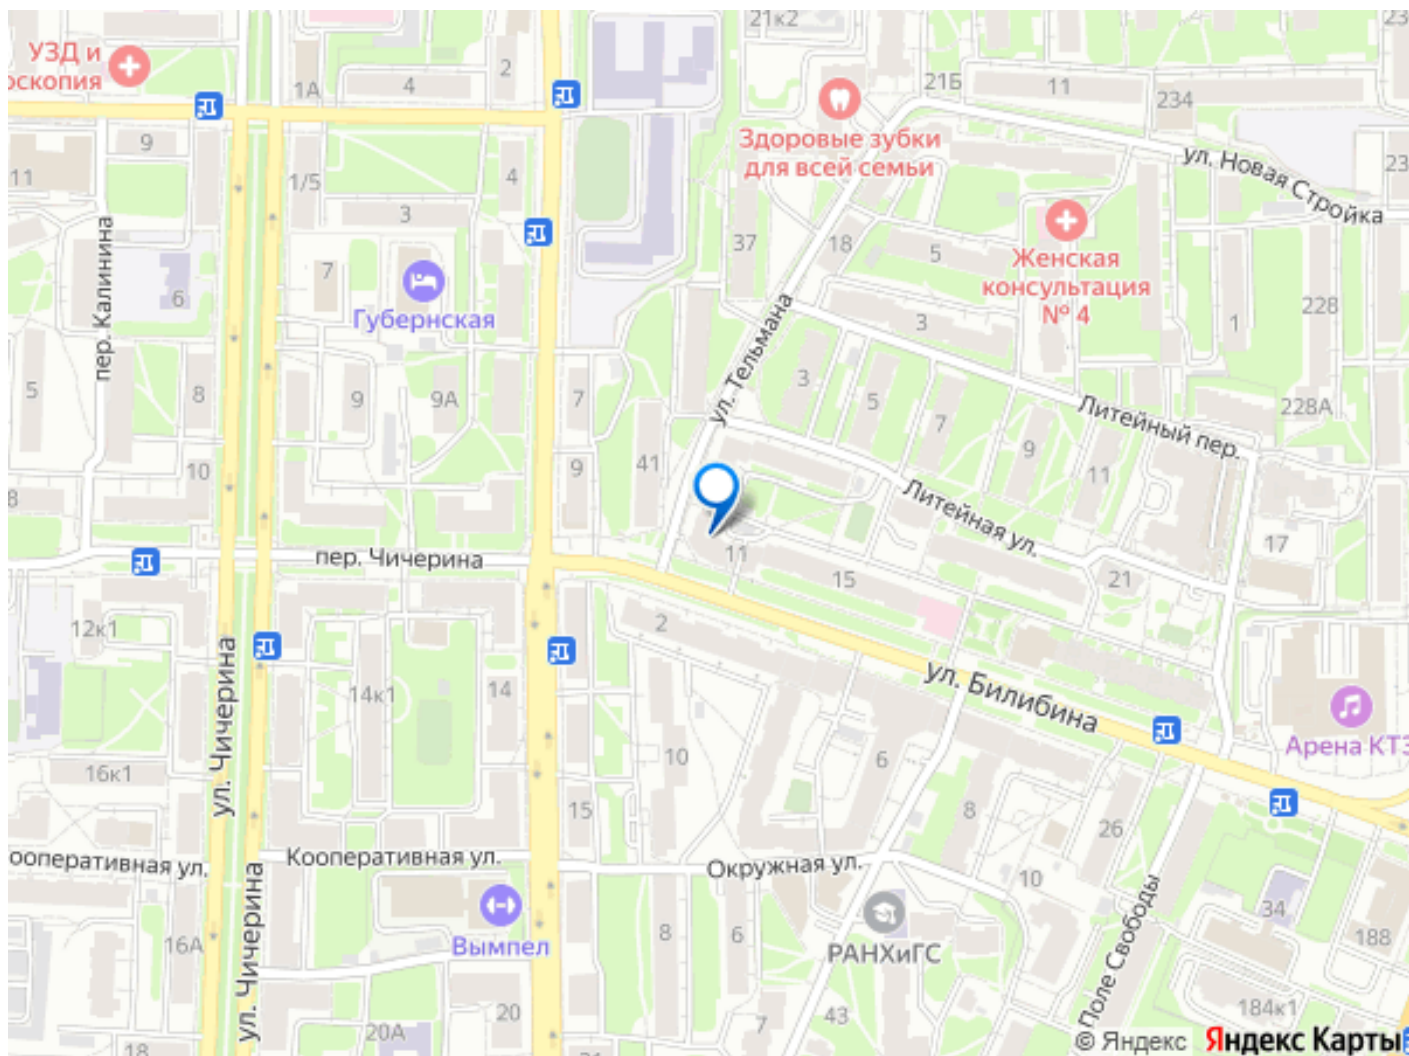 21к2
23
УЗД и
оскопия
2
1А
4
21Б
11
234
Здоровые зубки
для всей семьи
ул. Новая Стройка
23
9
11
1/5
4
3
37
18
5
Женская
консультация
№ 4
пер. Калинина
7
6
Губернская
ул. Тельмана
3
1
228
5
8
9
9А
7
3
5
7
228А
Литейный пер.
9
11
10
9
41
8
Литейная ул.
17
пер. Чичерина
11
15
21
12к1
2
ул. Чичерина
14к1
14
ул. Билибина
Арена КТЗ
16к1
10
6
15
8
26
ооперативная ул.
Кооперативная ул.
Окружная ул.
10
ул. Чичерина
Поле Свободы
34
16А
Вымпел
8
6
РАНХиГС
188
20
20А
7
43
184к1
18
21
© Яндекс
Яндекс Карты